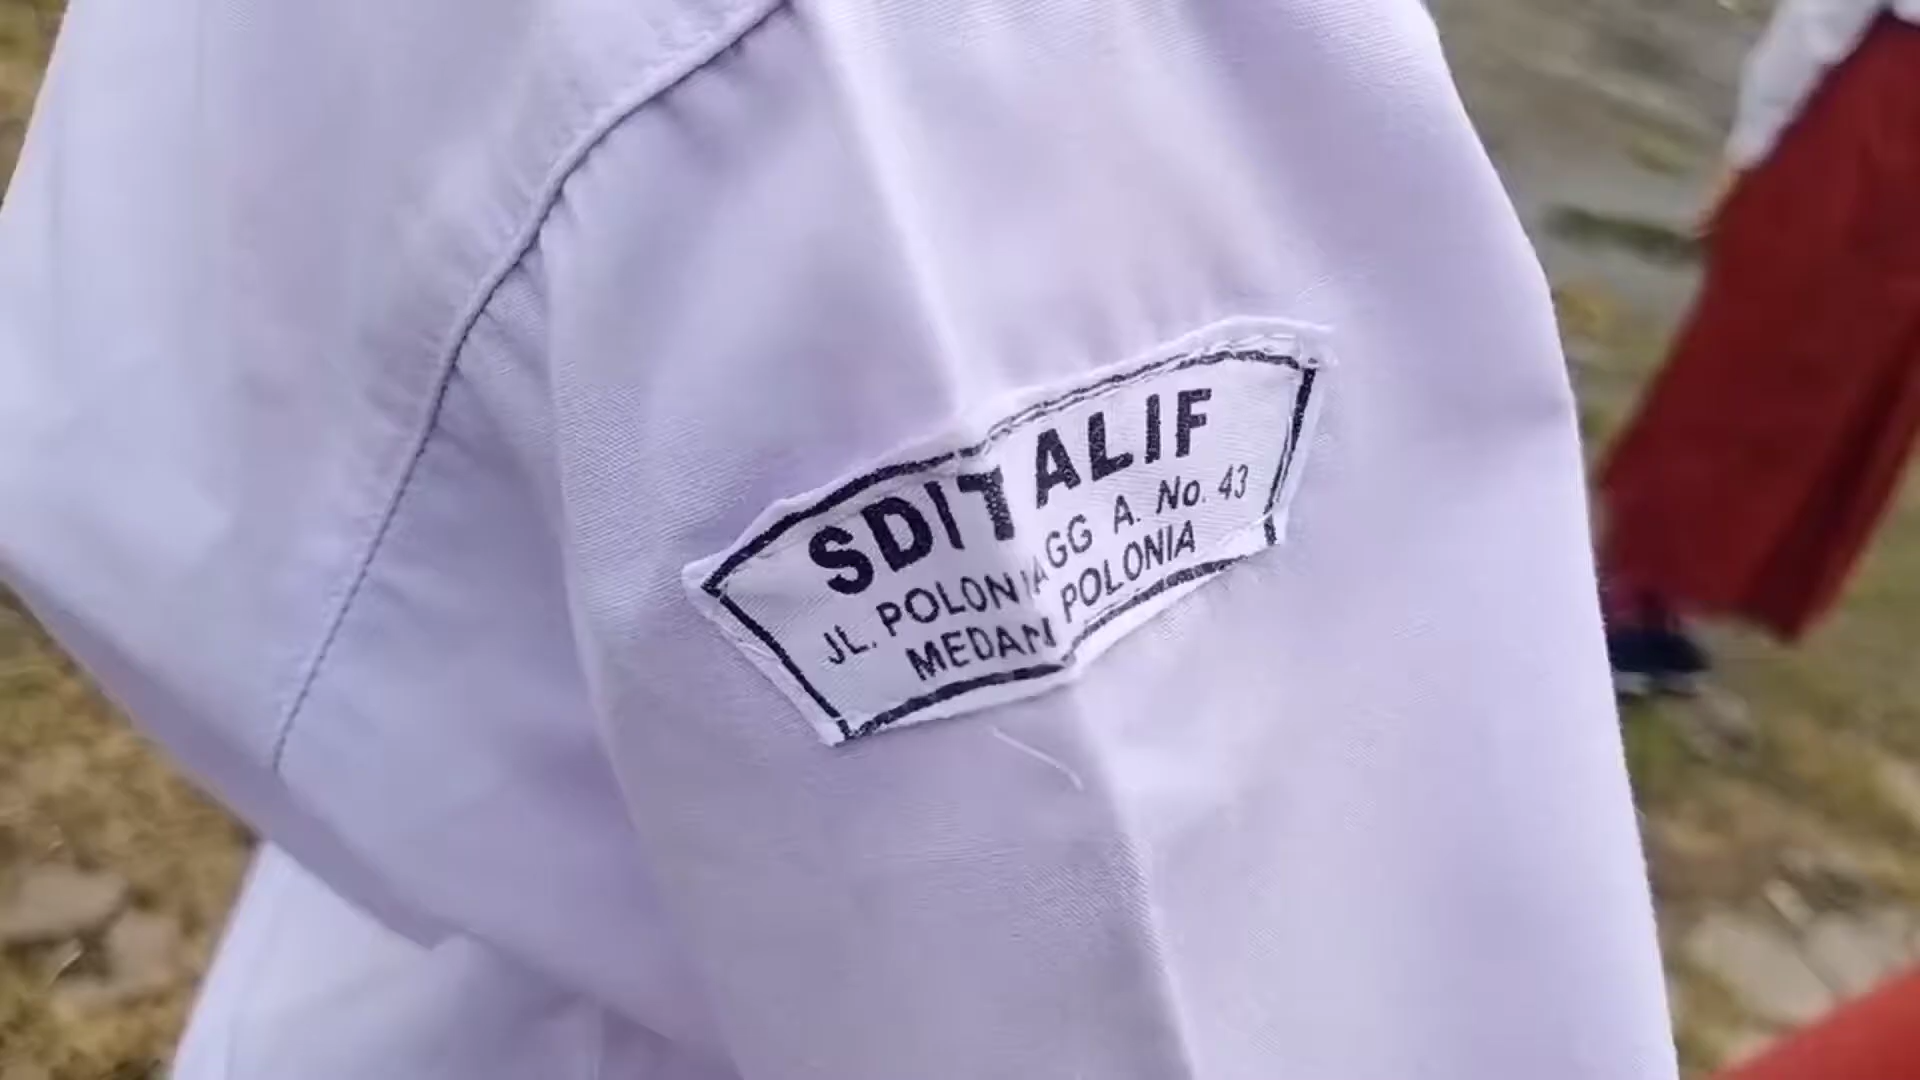 SDIT ALIF
JL. POLONIA GG A. No. 43
MEDAN POLONIA